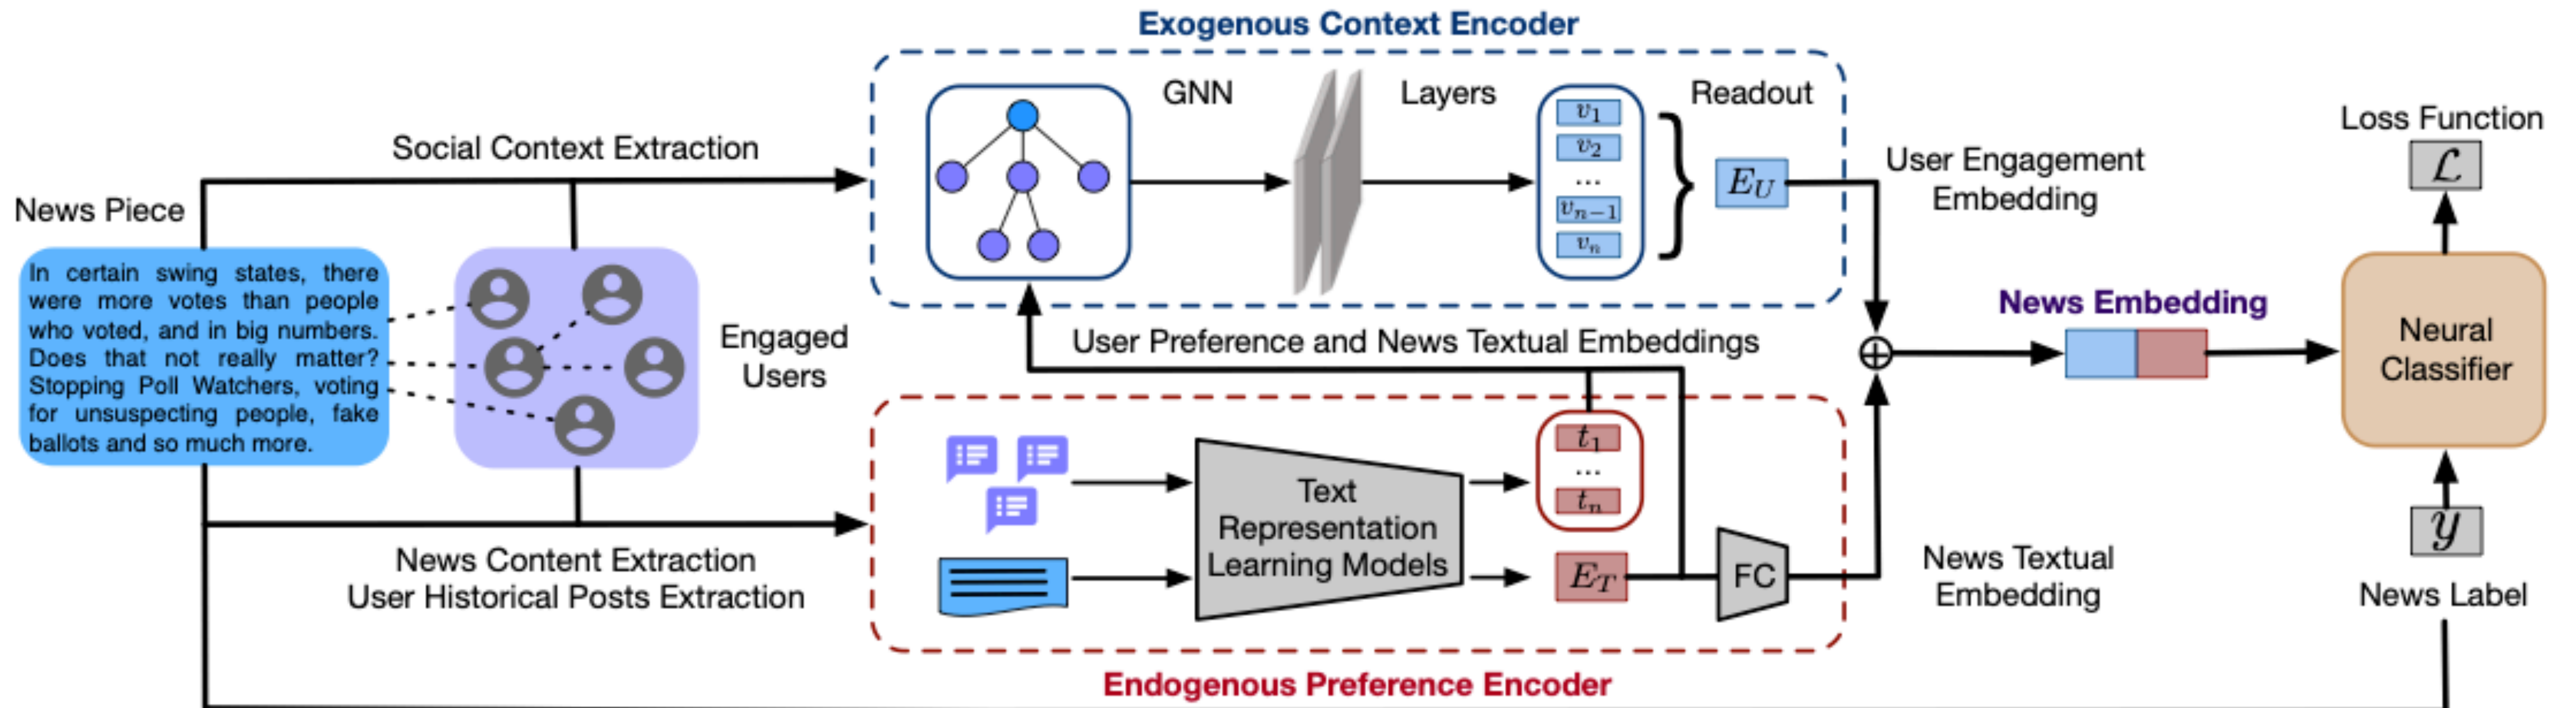 Exogenous Context Encoder
Social Context Extraction
News Piece
In certain swing states, there
were more votes than people
who voted, and in big numbers.
Does that not really matter?
Stopping Poll Watchers, voting
for unsuspecting people, fake
ballots and so much more.
Engaged
Users
News Content Extraction
User Historical Posts Extraction
GNN
Layers
v₁
v₂
...
vₙ₋₁
vₙ
Readout
E_U
User Engagement
Embedding
User Preference and News Textual Embeddings
Text
Representation
Learning Models
t₁
...
tₙ
E_T
FC
Endogenous Preference Encoder
News Textual
Embedding
News Embedding
Loss Function
ℒ
Neural
Classifier
y
News Label